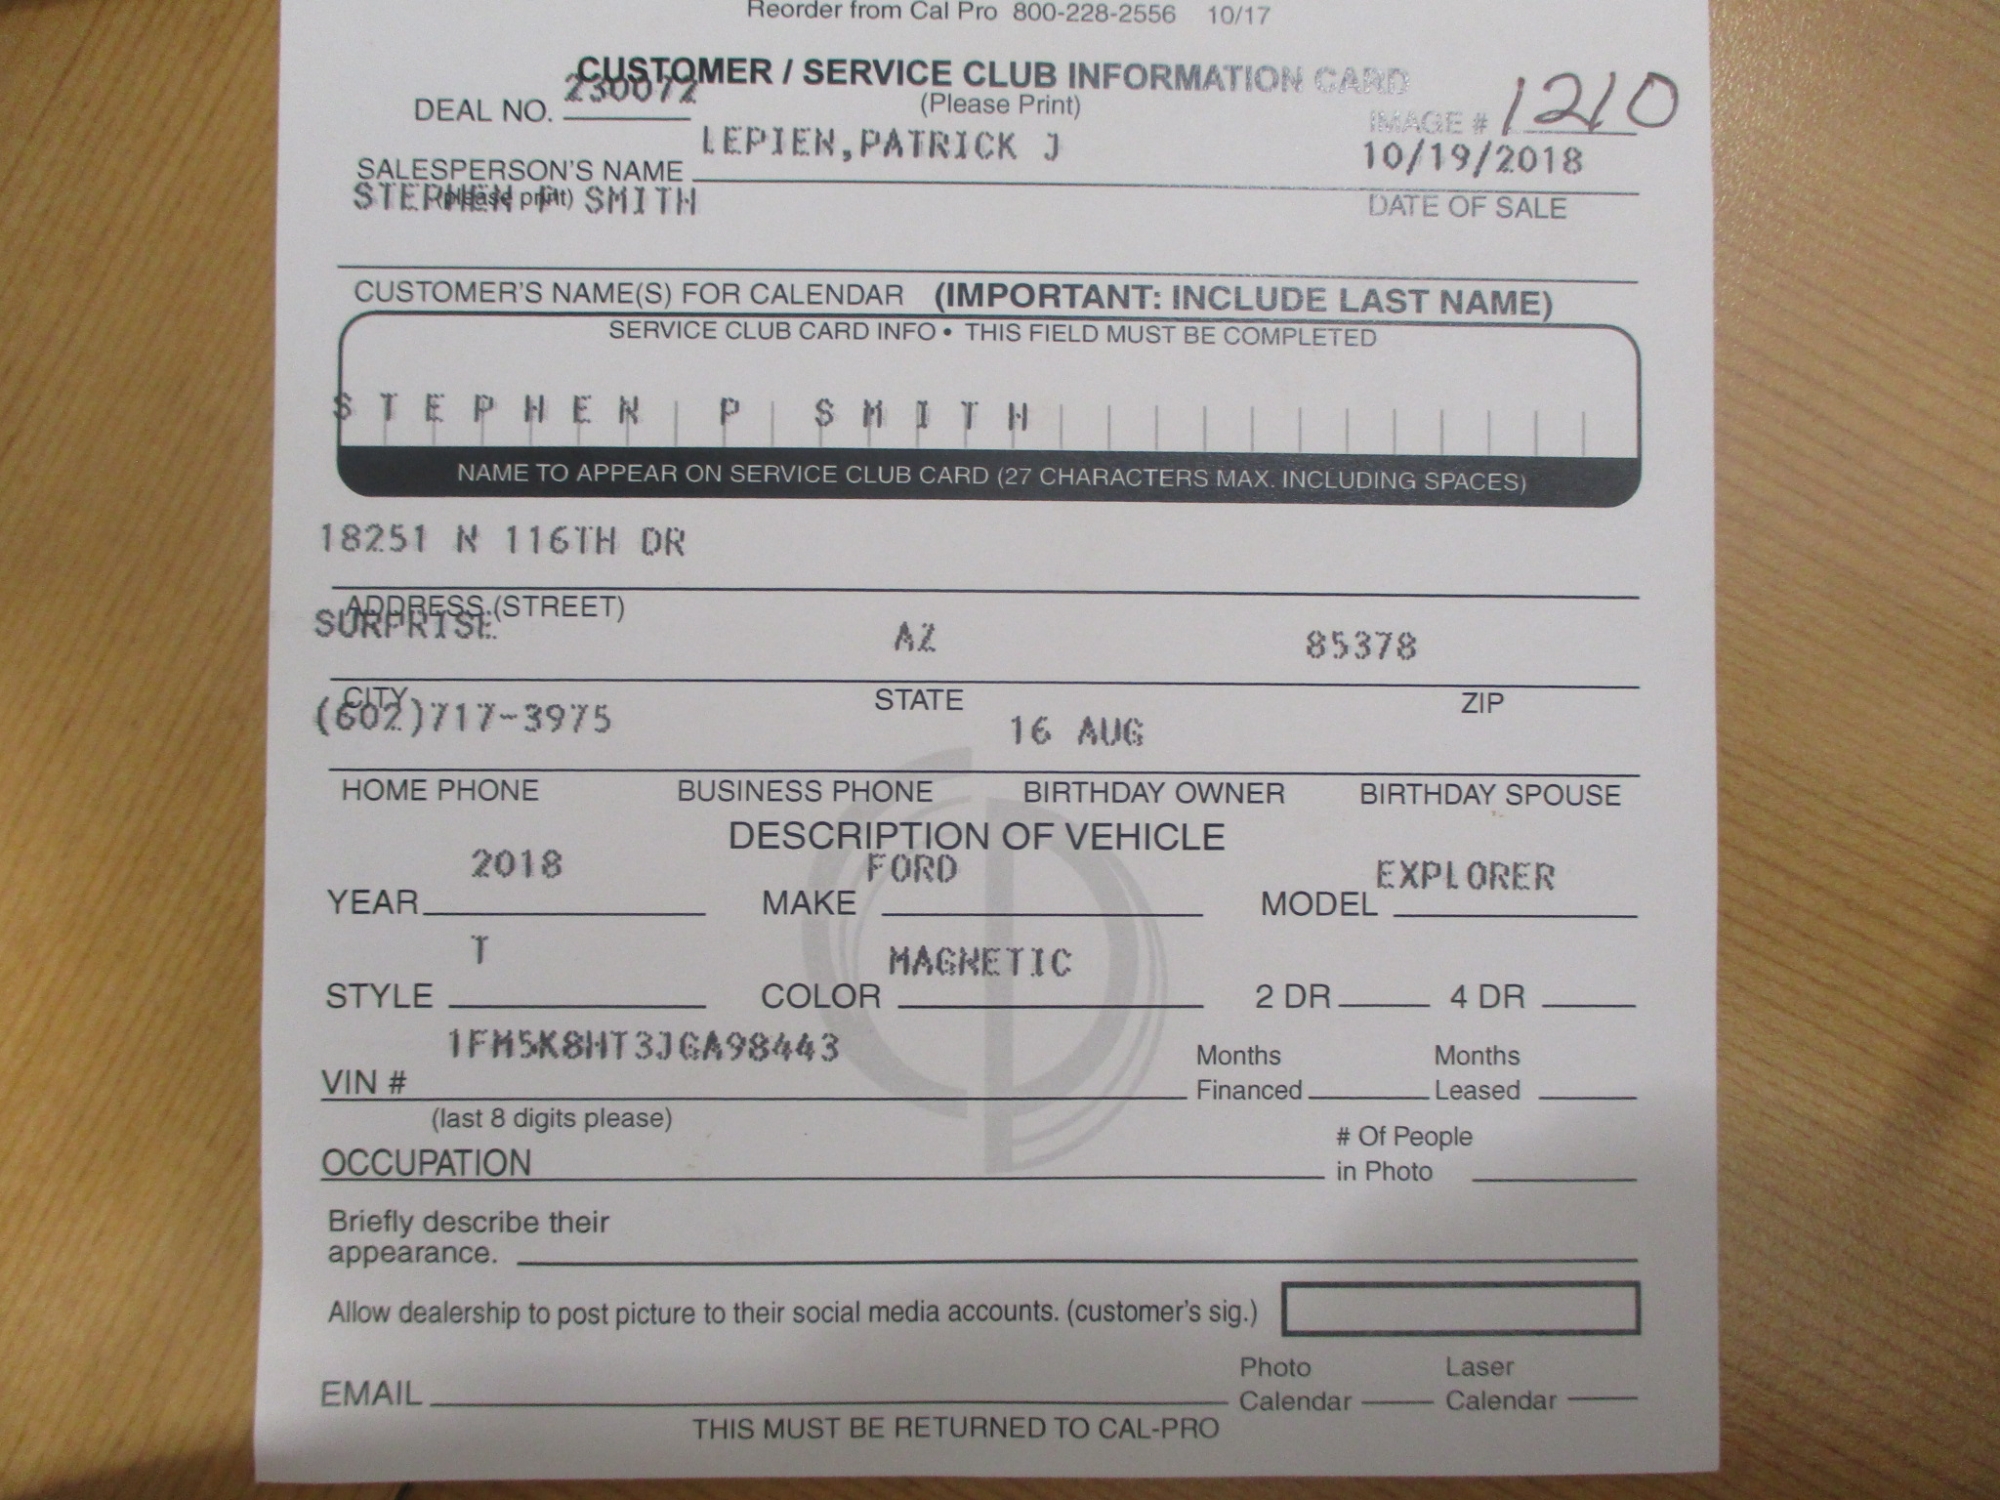 Reorder from Cal Pro 800-228-2556 10/17
CUSTOMER / SERVICE CLUB INFORMATION CARD
(Please Print)
DEAL NO. 230072
IMAGE # 1210
SALESPERSON'S NAME LEPIEN,PATRICK J 10/19/2018
(please print)
STEPHEN P SMITH
DATE OF SALE
CUSTOMER'S NAME(S) FOR CALENDAR (IMPORTANT: INCLUDE LAST NAME)
SERVICE CLUB CARD INFO • THIS FIELD MUST BE COMPLETED
STEPHEN P SMITH
NAME TO APPEAR ON SERVICE CLUB CARD (27 CHARACTERS MAX. INCLUDING SPACES)
18251 N 116TH DR
ADDRESS (STREET)
SURPRISE AZ 85378
CITY STATE ZIP
(602)717-3975 16 AUG
HOME PHONE BUSINESS PHONE BIRTHDAY OWNER BIRTHDAY SPOUSE
DESCRIPTION OF VEHICLE
YEAR 2018 MAKE FORD MODEL EXPLORER
STYLE T COLOR MAGNETIC 2 DR 4 DR
VIN # 1FM5K8HT3JGA98443
Months Financed Months Leased
(last 8 digits please)
OCCUPATION
# Of People in Photo
Briefly describe their
appearance.
Allow dealership to post picture to their social media accounts. (customer's sig.)
EMAIL
Photo Calendar Laser Calendar
THIS MUST BE RETURNED TO CAL-PRO